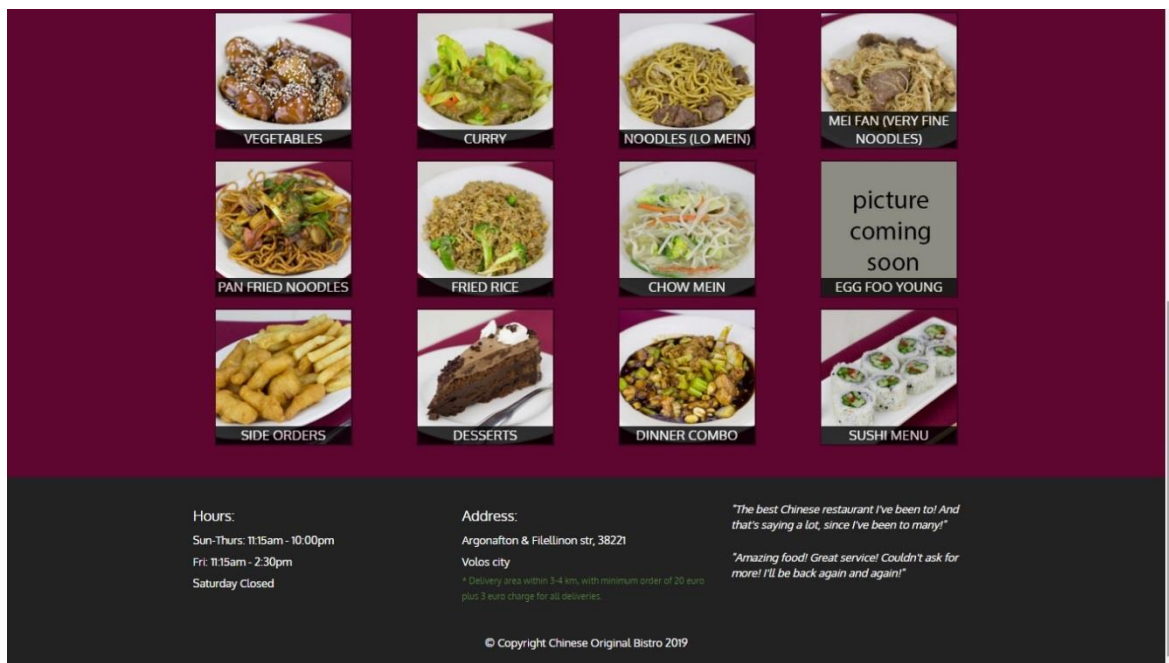 VEGETABLES
CURRY
NOODLES (LO MEIN)
MEI FAN (VERY FINE
NOODLES)
PAN FRIED NOODLES
FRIED RICE
CHOW MEIN
picture
coming
soon
EGG FOO YOUNG
SIDE ORDERS
DESSERTS
DINNER COMBO
SUSHI MENU
Hours:
Sun-Thurs: 11:15am - 10:00pm
Fri: 11:15am - 2:30pm
Saturday Closed
Address:
Argonafton & Filellinon str, 38221
Volos city
* Delivery area within 3-4 km, with minimum order of 20 euro
plus 3 euro charge for all deliveries.
"The best Chinese restaurant I've been to! And
that's saying a lot, since I've been to many!"
"Amazing food! Great service! Couldn't ask for
more! I'll be back again and again!"
© Copyright Chinese Original Bistro 2019